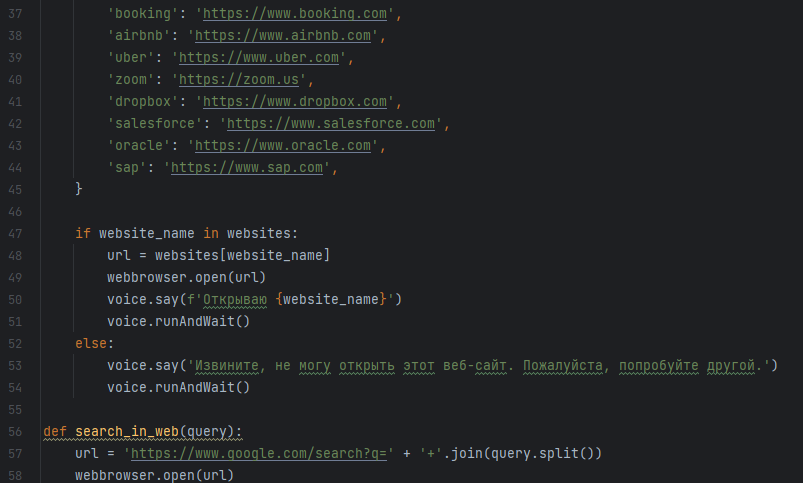 37 'booking': 'https://www.booking.com',
38 'airbnb': 'https://www.airbnb.com',
39 'uber': 'https://www.uber.com',
40 'zoom': 'https://zoom.us',
41 'dropbox': 'https://www.dropbox.com',
42 'salesforce': 'https://www.salesforce.com',
43 'oracle': 'https://www.oracle.com',
44 'sap': 'https://www.sap.com',
45 }
46
47 if website_name in websites:
48 url = websites[website_name]
49 webbrowser.open(url)
50 voice.say(f'Открываю {website_name}')
51 voice.runAndWait()
52 else:
53 voice.say('Извините, не могу открыть этот веб-сайт. Пожалуйста, попробуйте другой.')
54 voice.runAndWait()
55
56 def search_in_web(query):
57 url = 'https://www.google.com/search?q=' + '+'.join(query.split())
58 webbrowser.open(url)